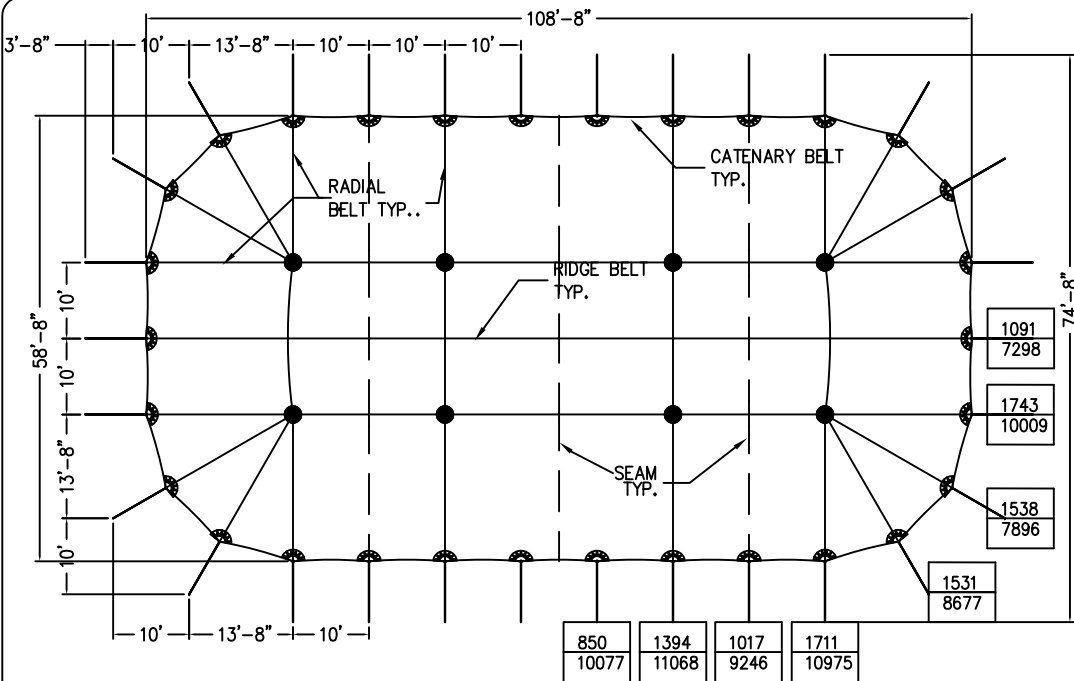 108'-8"
3'-8" 10' 13'-8" 10' 10' 10'
CATENARY BELT
TYP.
RADIAL
BELT TYP..
RIDGE BELT
TYP.
10'
10'
13'-8"
10'
58'-8"
74'-8"
1091
7298
1743
10009
SEAM
TYP.
1538
7896
1531
8677
10' 13'-8" 10'
850
10077
1394
11068
1017
9246
1711
10975